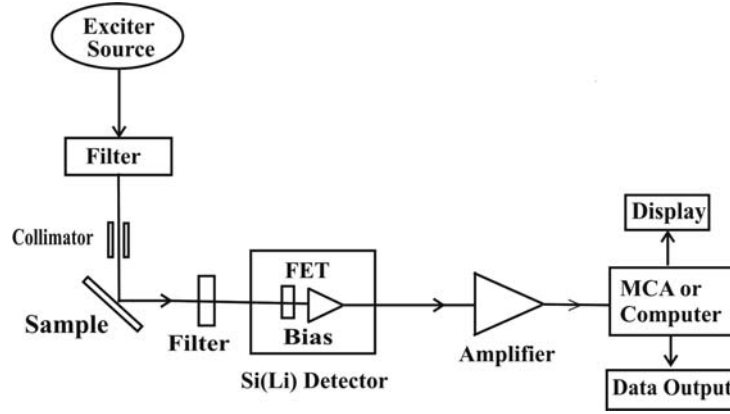 Exciter
Source
Filter
Collimator
Sample
Filter
FET
Bias
Si(Li) Detector
Amplifier
Display
MCA or
Computer
Data Output